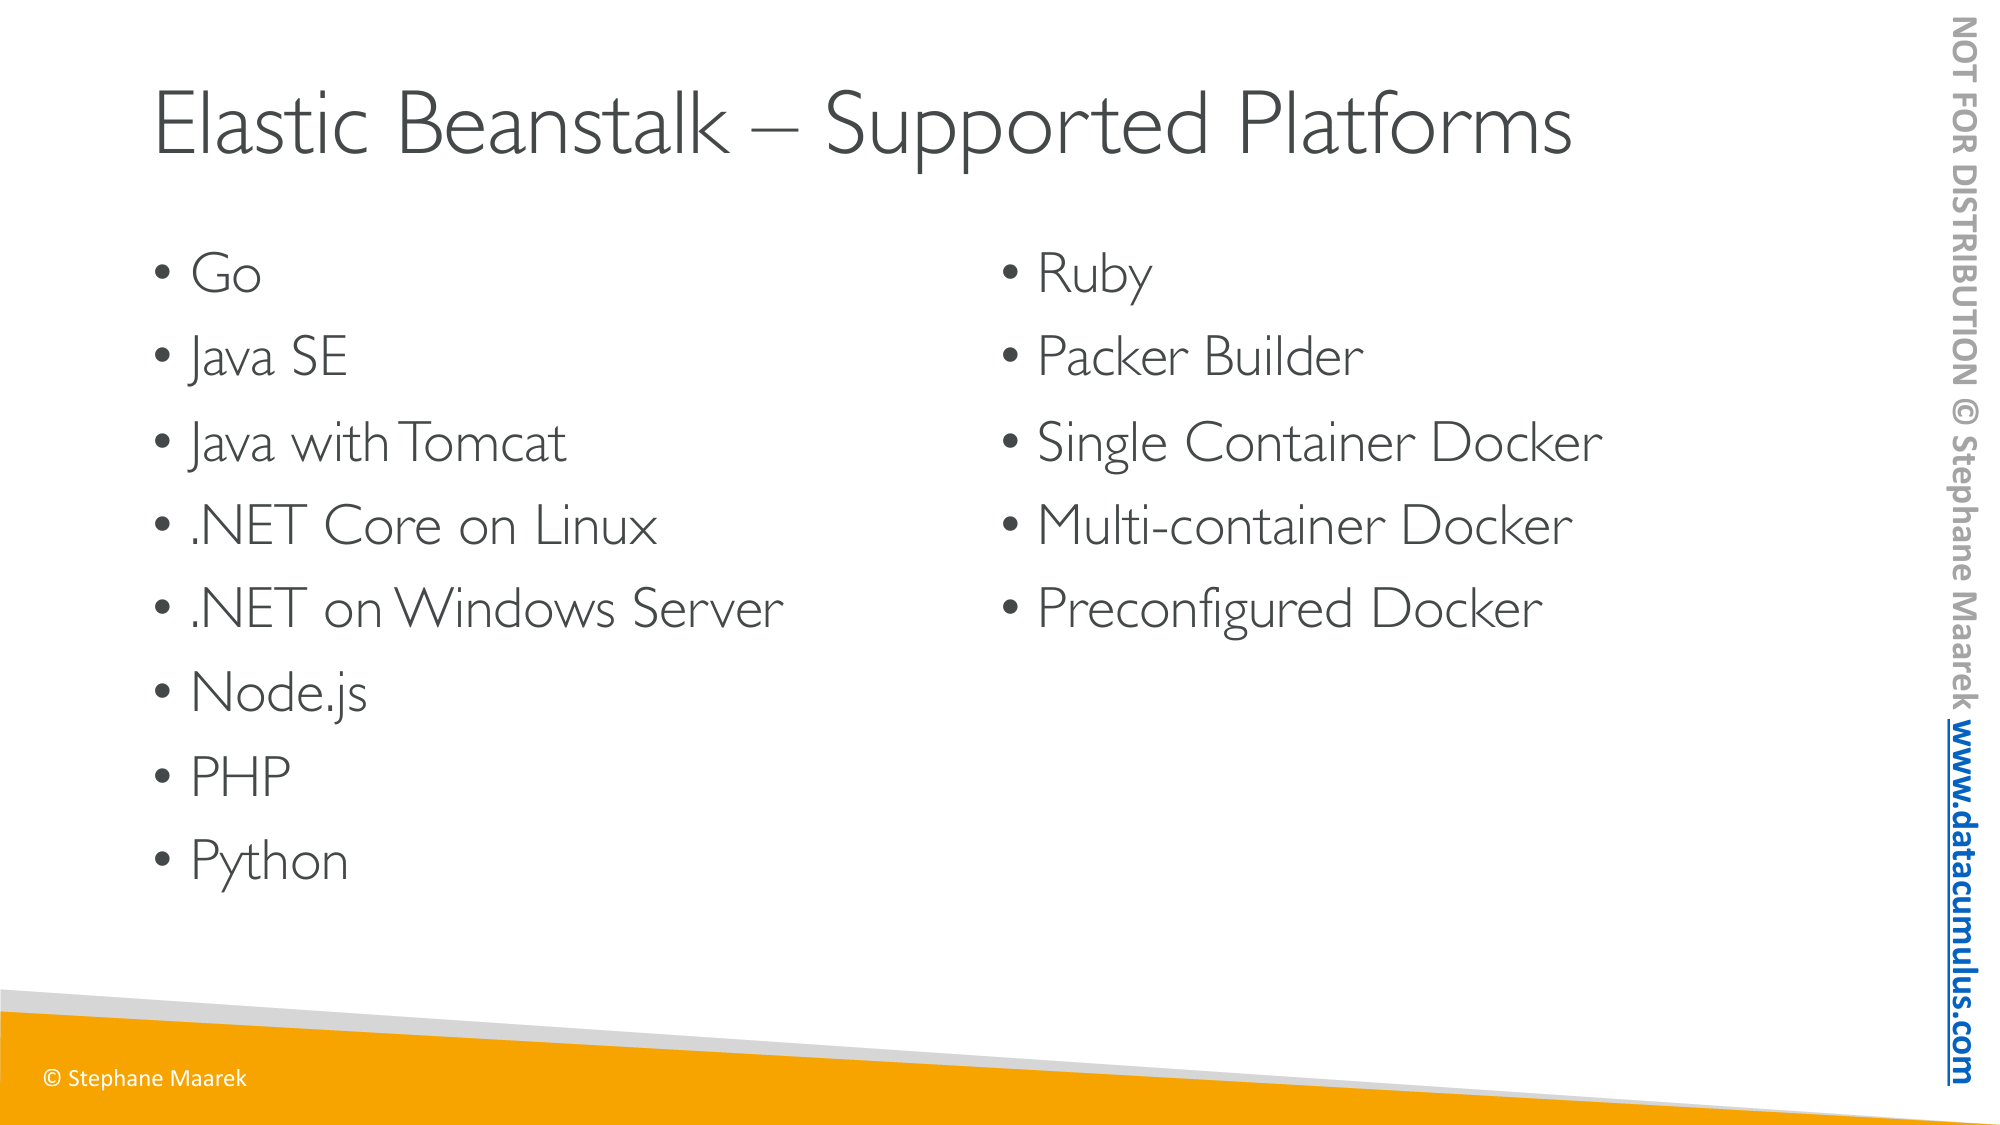 Elastic Beanstalk – Supported Platforms
• Go
• Java SE
• Java with Tomcat
• .NET Core on Linux
• .NET on Windows Server
• Node.js
• PHP
• Python
• Ruby
• Packer Builder
• Single Container Docker
• Multi-container Docker
• Preconfigured Docker
NOT FOR DISTRIBUTION © Stephane Maarek www.datacumulus.com
© Stephane Maarek